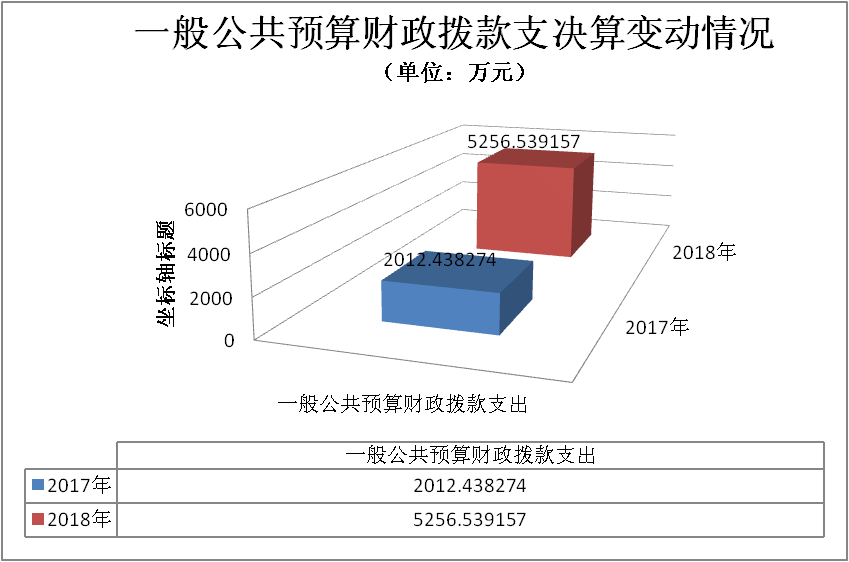 一般公共预算财政拨款支决算变动情况
（单位：万元）
5256.539157
6000
4000
2000
0
坐标轴标题
2012.438274
2018年
2017年
一般公共预算财政拨款支出
一般公共预算财政拨款支出
2017年 2012.438274
2018年 5256.539157